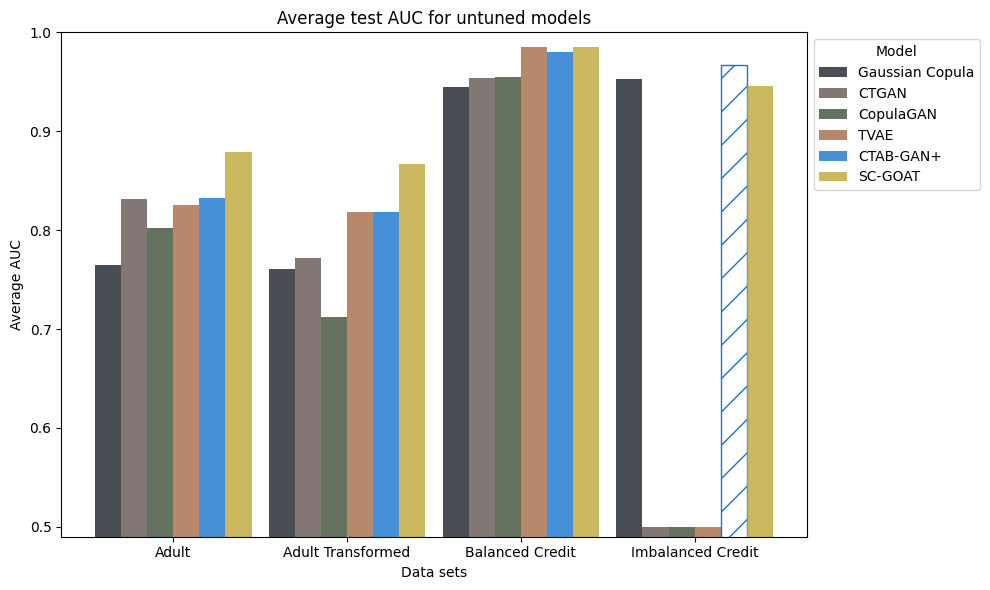 Average test AUC for untuned models
Model
Gaussian Copula
CTGAN
CopulaGAN
TVAE
CTAB-GAN+
SC-GOAT
Average AUC
1.0
0.9
0.8
0.7
0.6
0.5
Adult
Adult Transformed
Balanced Credit
Imbalanced Credit
Data sets